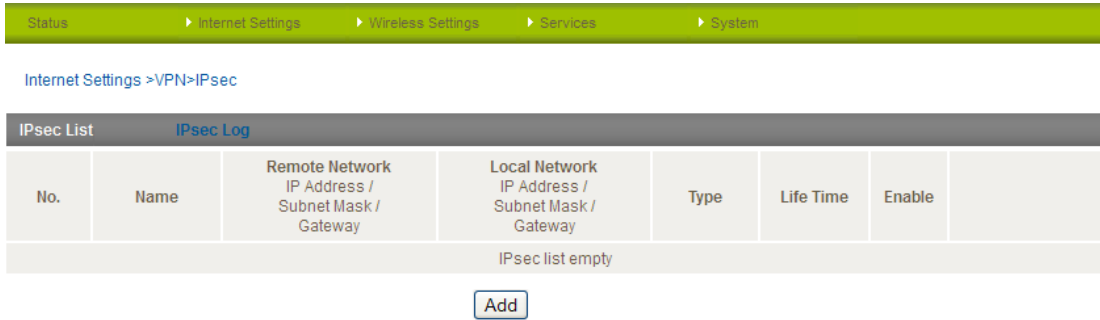 Status Internet Settings Wireless Settings Services System
Internet Settings >VPN>IPsec
IPsec List IPsec Log
No. Name Remote Network IP Address / Subnet Mask / Gateway Local Network IP Address / Subnet Mask / Gateway Type Life Time Enable
IPsec list empty
Add